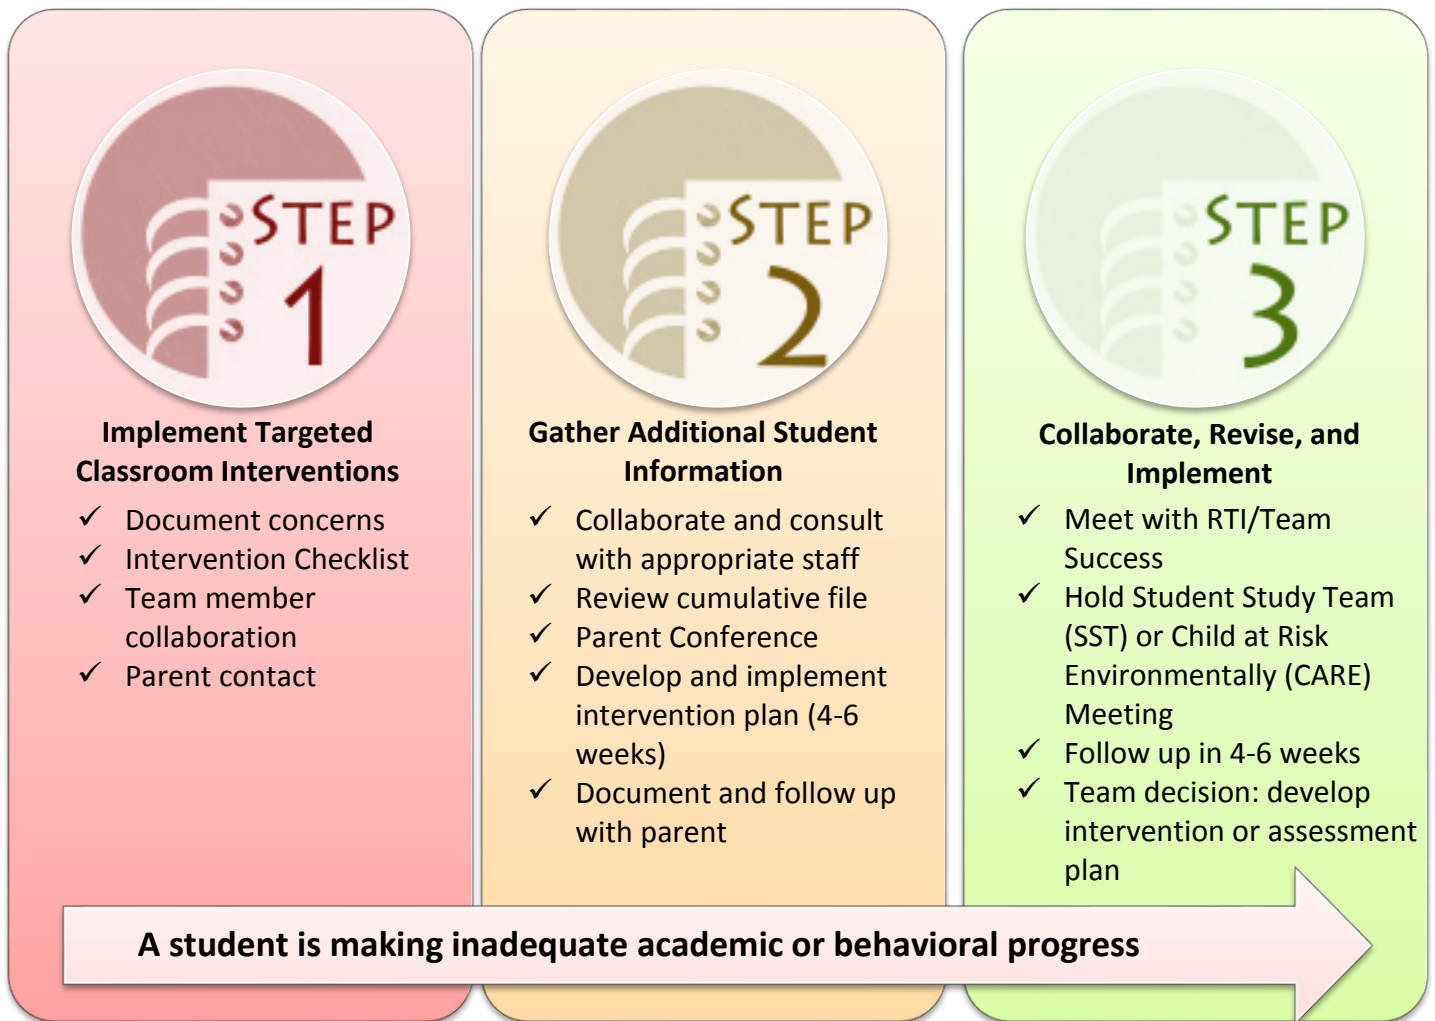 STEP
1
Implement Targeted
Classroom Interventions
✓ Document concerns
✓ Intervention Checklist
✓ Team member
collaboration
✓ Parent contact
STEP
2
Gather Additional Student
Information
✓ Collaborate and consult
with appropriate staff
✓ Review cumulative file
✓ Parent Conference
✓ Develop and implement
intervention plan (4-6
weeks)
✓ Document and follow up
with parent
STEP
3
Collaborate, Revise, and
Implement
✓ Meet with RTI/Team
Success
✓ Hold Student Study Team
(SST) or Child at Risk
Environmentally (CARE)
Meeting
✓ Follow up in 4-6 weeks
✓ Team decision: develop
intervention or assessment
plan
A student is making inadequate academic or behavioral progress